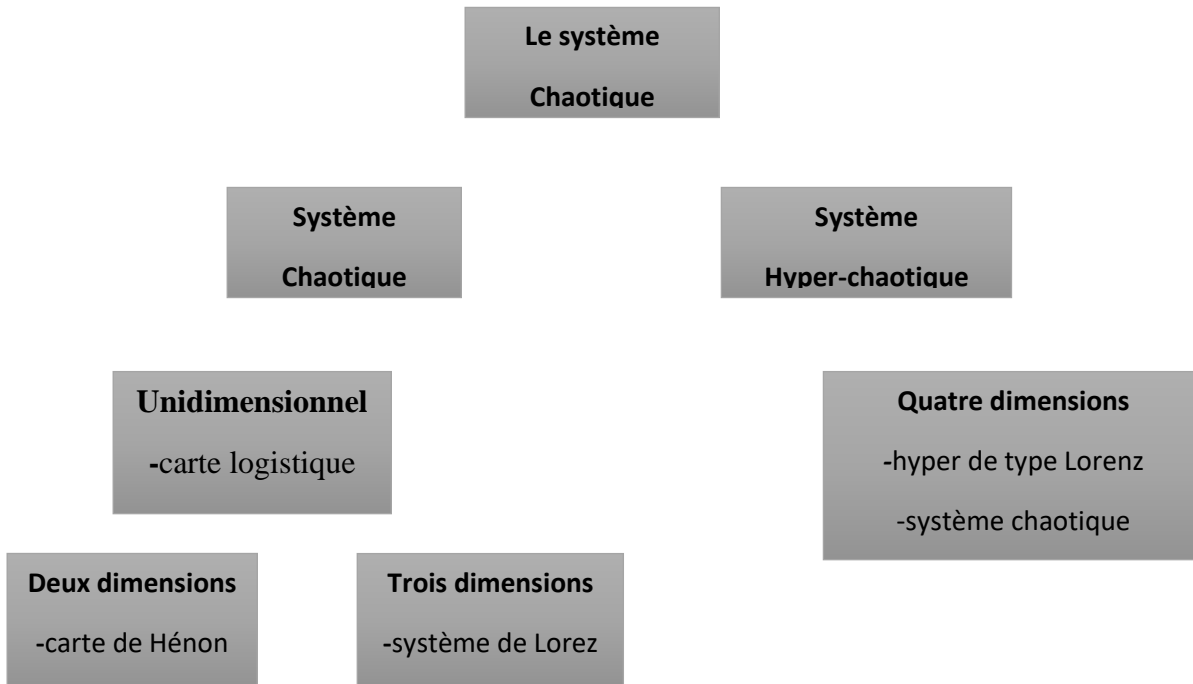 Le système
Chaotique
Système
Chaotique
Système
Hyper-chaotique
Unidimensionnel
-carte logistique
Quatre dimensions
-hyper de type Lorenz
-système chaotique
Deux dimensions
-carte de Hénon
Trois dimensions
-système de Lorez